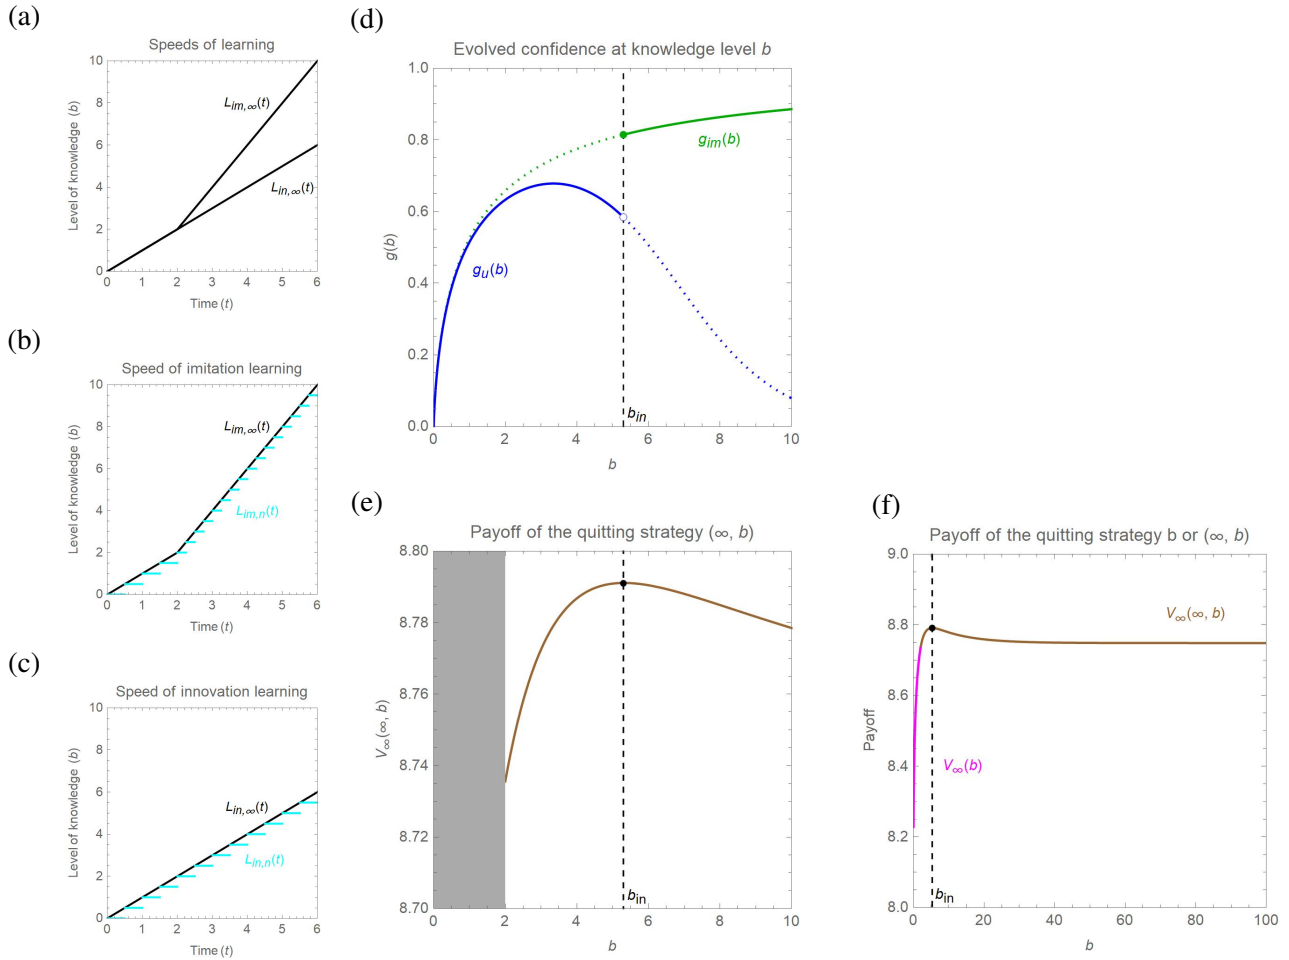 (a)
Speeds of learning
Level of knowledge (b)
10
8
6
4
2
0
L_{im,∞}(t)
L_{in,∞}(t)
0 1 2 3 4 5 6
Time (t)
(b)
Speed of imitation learning
Level of knowledge (b)
10
8
6
4
2
0
L_{im,∞}(t)
L_{im,n}(t)
0 1 2 3 4 5 6
Time (t)
(c)
Speed of innovation learning
Level of knowledge (b)
10
8
6
4
2
0
L_{in,∞}(t)
L_{in,n}(t)
0 1 2 3 4 5 6
Time (t)
(d)
Evolved confidence at knowledge level b
g(b)
1.0
0.8
0.6
0.4
0.2
0.0
g_{im}(b)
g_u(b)
b_{in}
0 2 4 6 8 10
b
(e)
Payoff of the quitting strategy (∞, b)
V_∞(∞, b)
8.80
8.78
8.76
8.74
8.72
8.70
b_{in}
0 2 4 6 8 10
b
(f)
Payoff of the quitting strategy b or (∞, b)
Payoff
9.0
8.8
8.6
8.4
8.2
8.0
V_∞(∞, b)
V_∞(b)
b_{in}
0 20 40 60 80 100
b